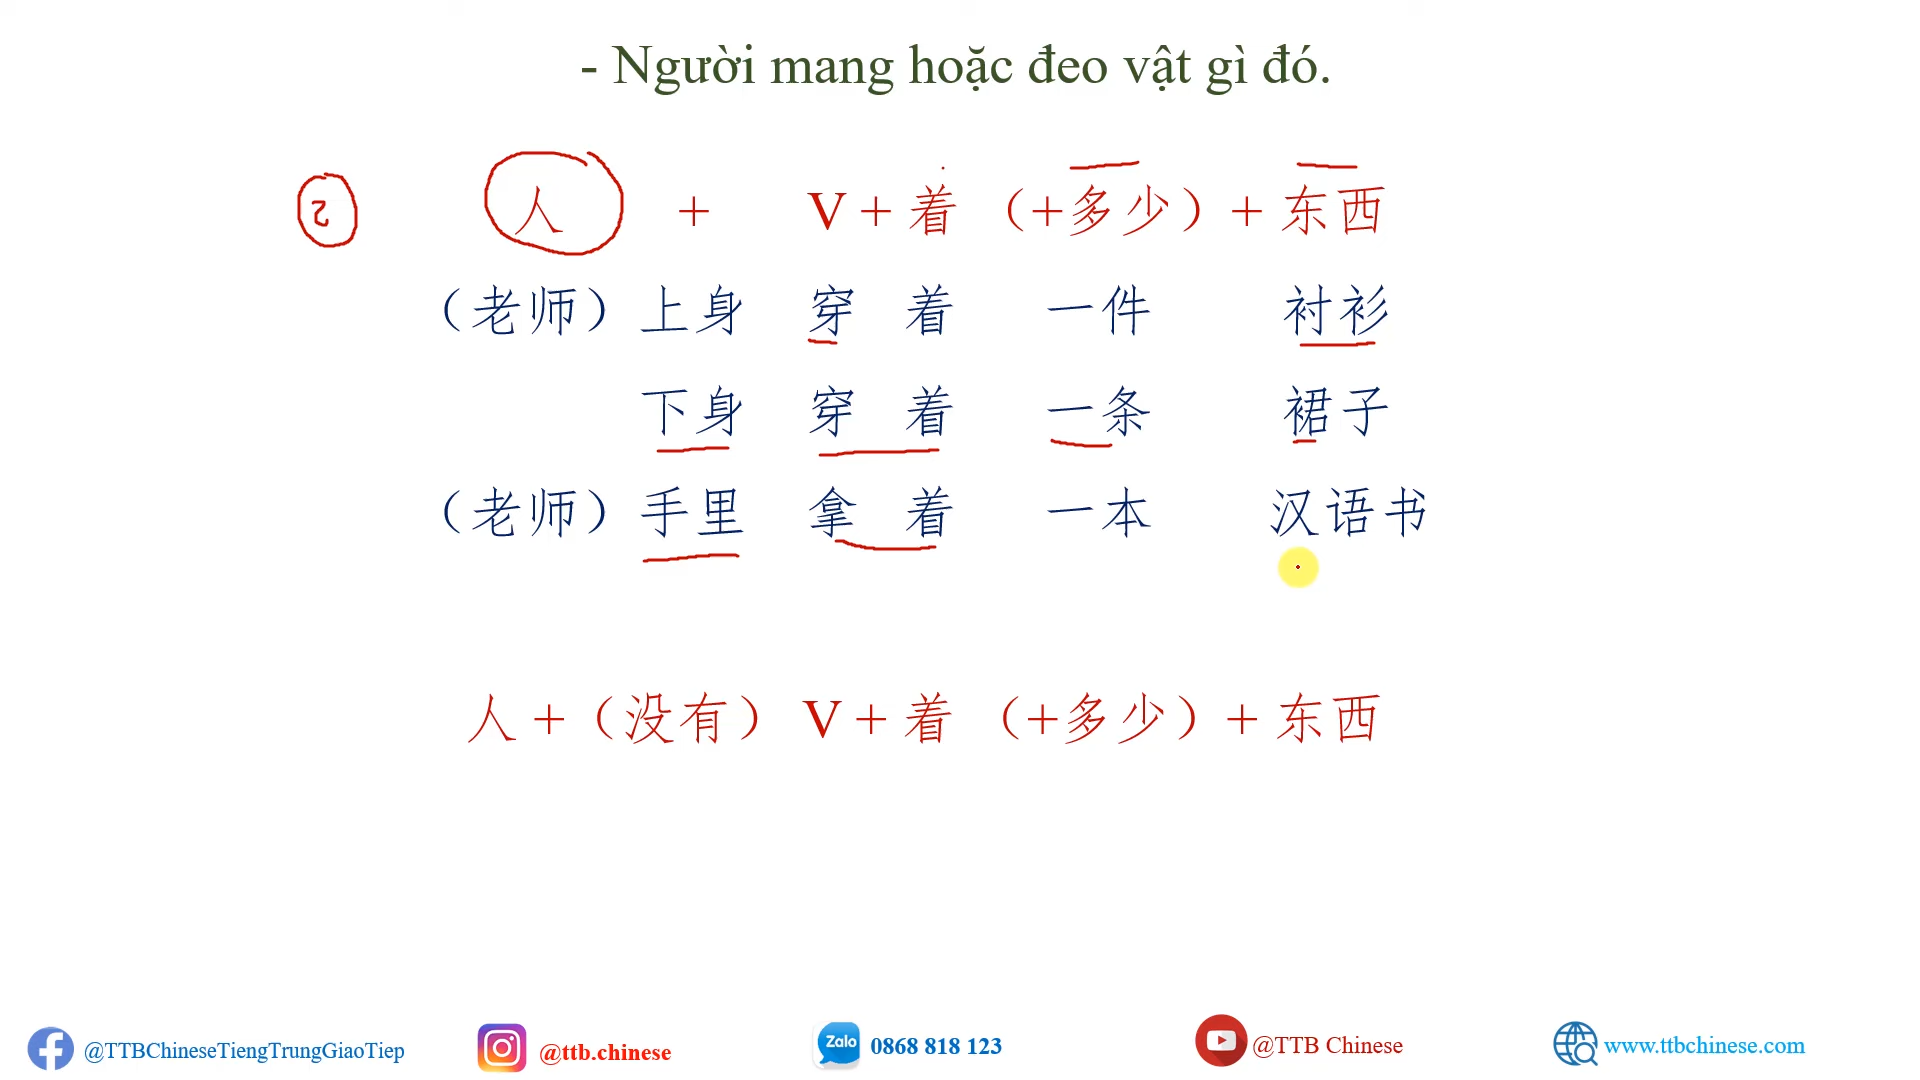 - Người mang hoặc đeo vật gì đó.
2 人 + V + 着 （+多少）+ 东西
（老师）上身 穿 着 一件 衬衫
下身 穿 着 一条 裙子
（老师）手里 拿 着 一本 汉语书
人 +（没有） V + 着 （+多少）+ 东西
@TTBChineseTiengTrungGiaoTiep @ttb.chinese Zalo 0868 818 123 @TTB Chinese www.ttbchinese.com